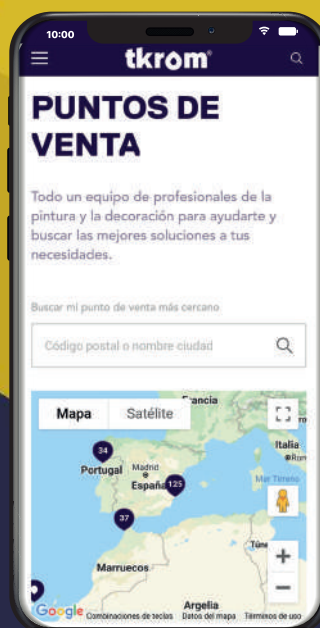 10:00
tkrom
PUNTOS DE
VENTA
Todo un equipo de profesionales de la
pintura y la decoración para ayudarte y
buscar las mejores soluciones a tus
necesidades.
Buscar mi punto de venta más cercano
Código postal o nombre ciudad
Mapa Satélite
Francia
Italia
34
Madrid
Portugal
España 125
Mar Tirreno
37
Marruecos
Argelia
Google Combinaciones de teclas Datos del mapa Términos de uso